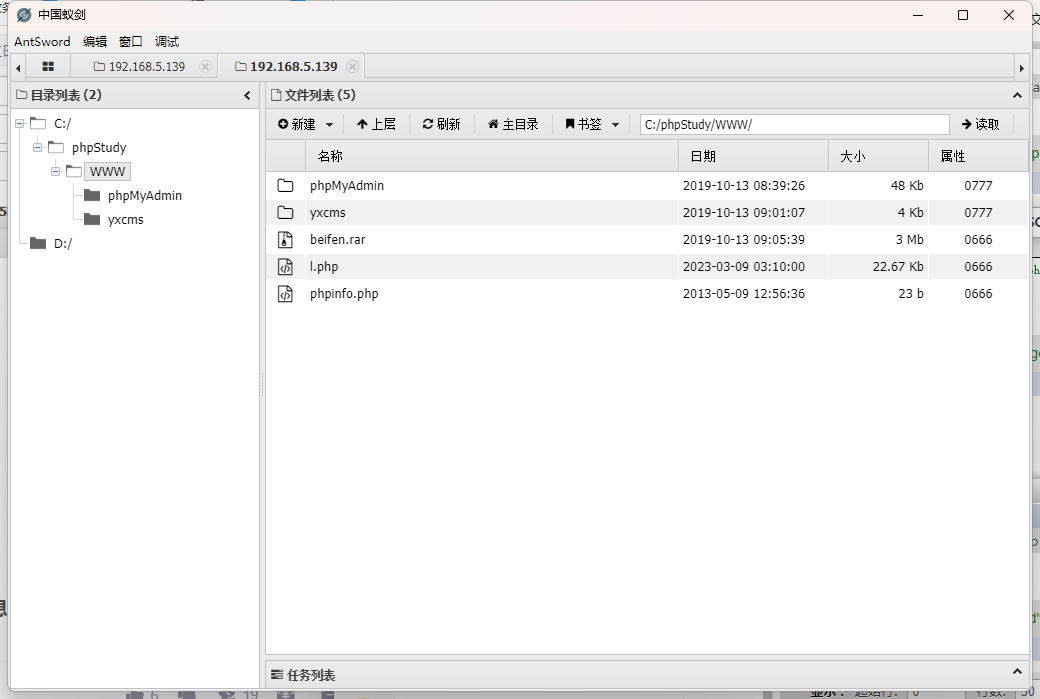 中国蚁剑
AntSword 编辑 窗口 调试
192.168.5.139 192.168.5.139
目录列表 (2)
文件列表 (5)
新建 上层 刷新 主目录 书签 C:/phpStudy/WWW/ 读取
C:/
phpStudy
WWW
phpMyAdmin
yxcms
D:/
名称 日期 大小 属性
phpMyAdmin 2019-10-13 08:39:26 48 Kb 0777
yxcms 2019-10-13 09:01:07 4 Kb 0777
beifen.rar 2019-10-13 09:05:39 3 Mb 0666
l.php 2023-03-09 03:10:00 22.67 Kb 0666
phpinfo.php 2013-05-09 12:56:36 23 b 0666
任务列表